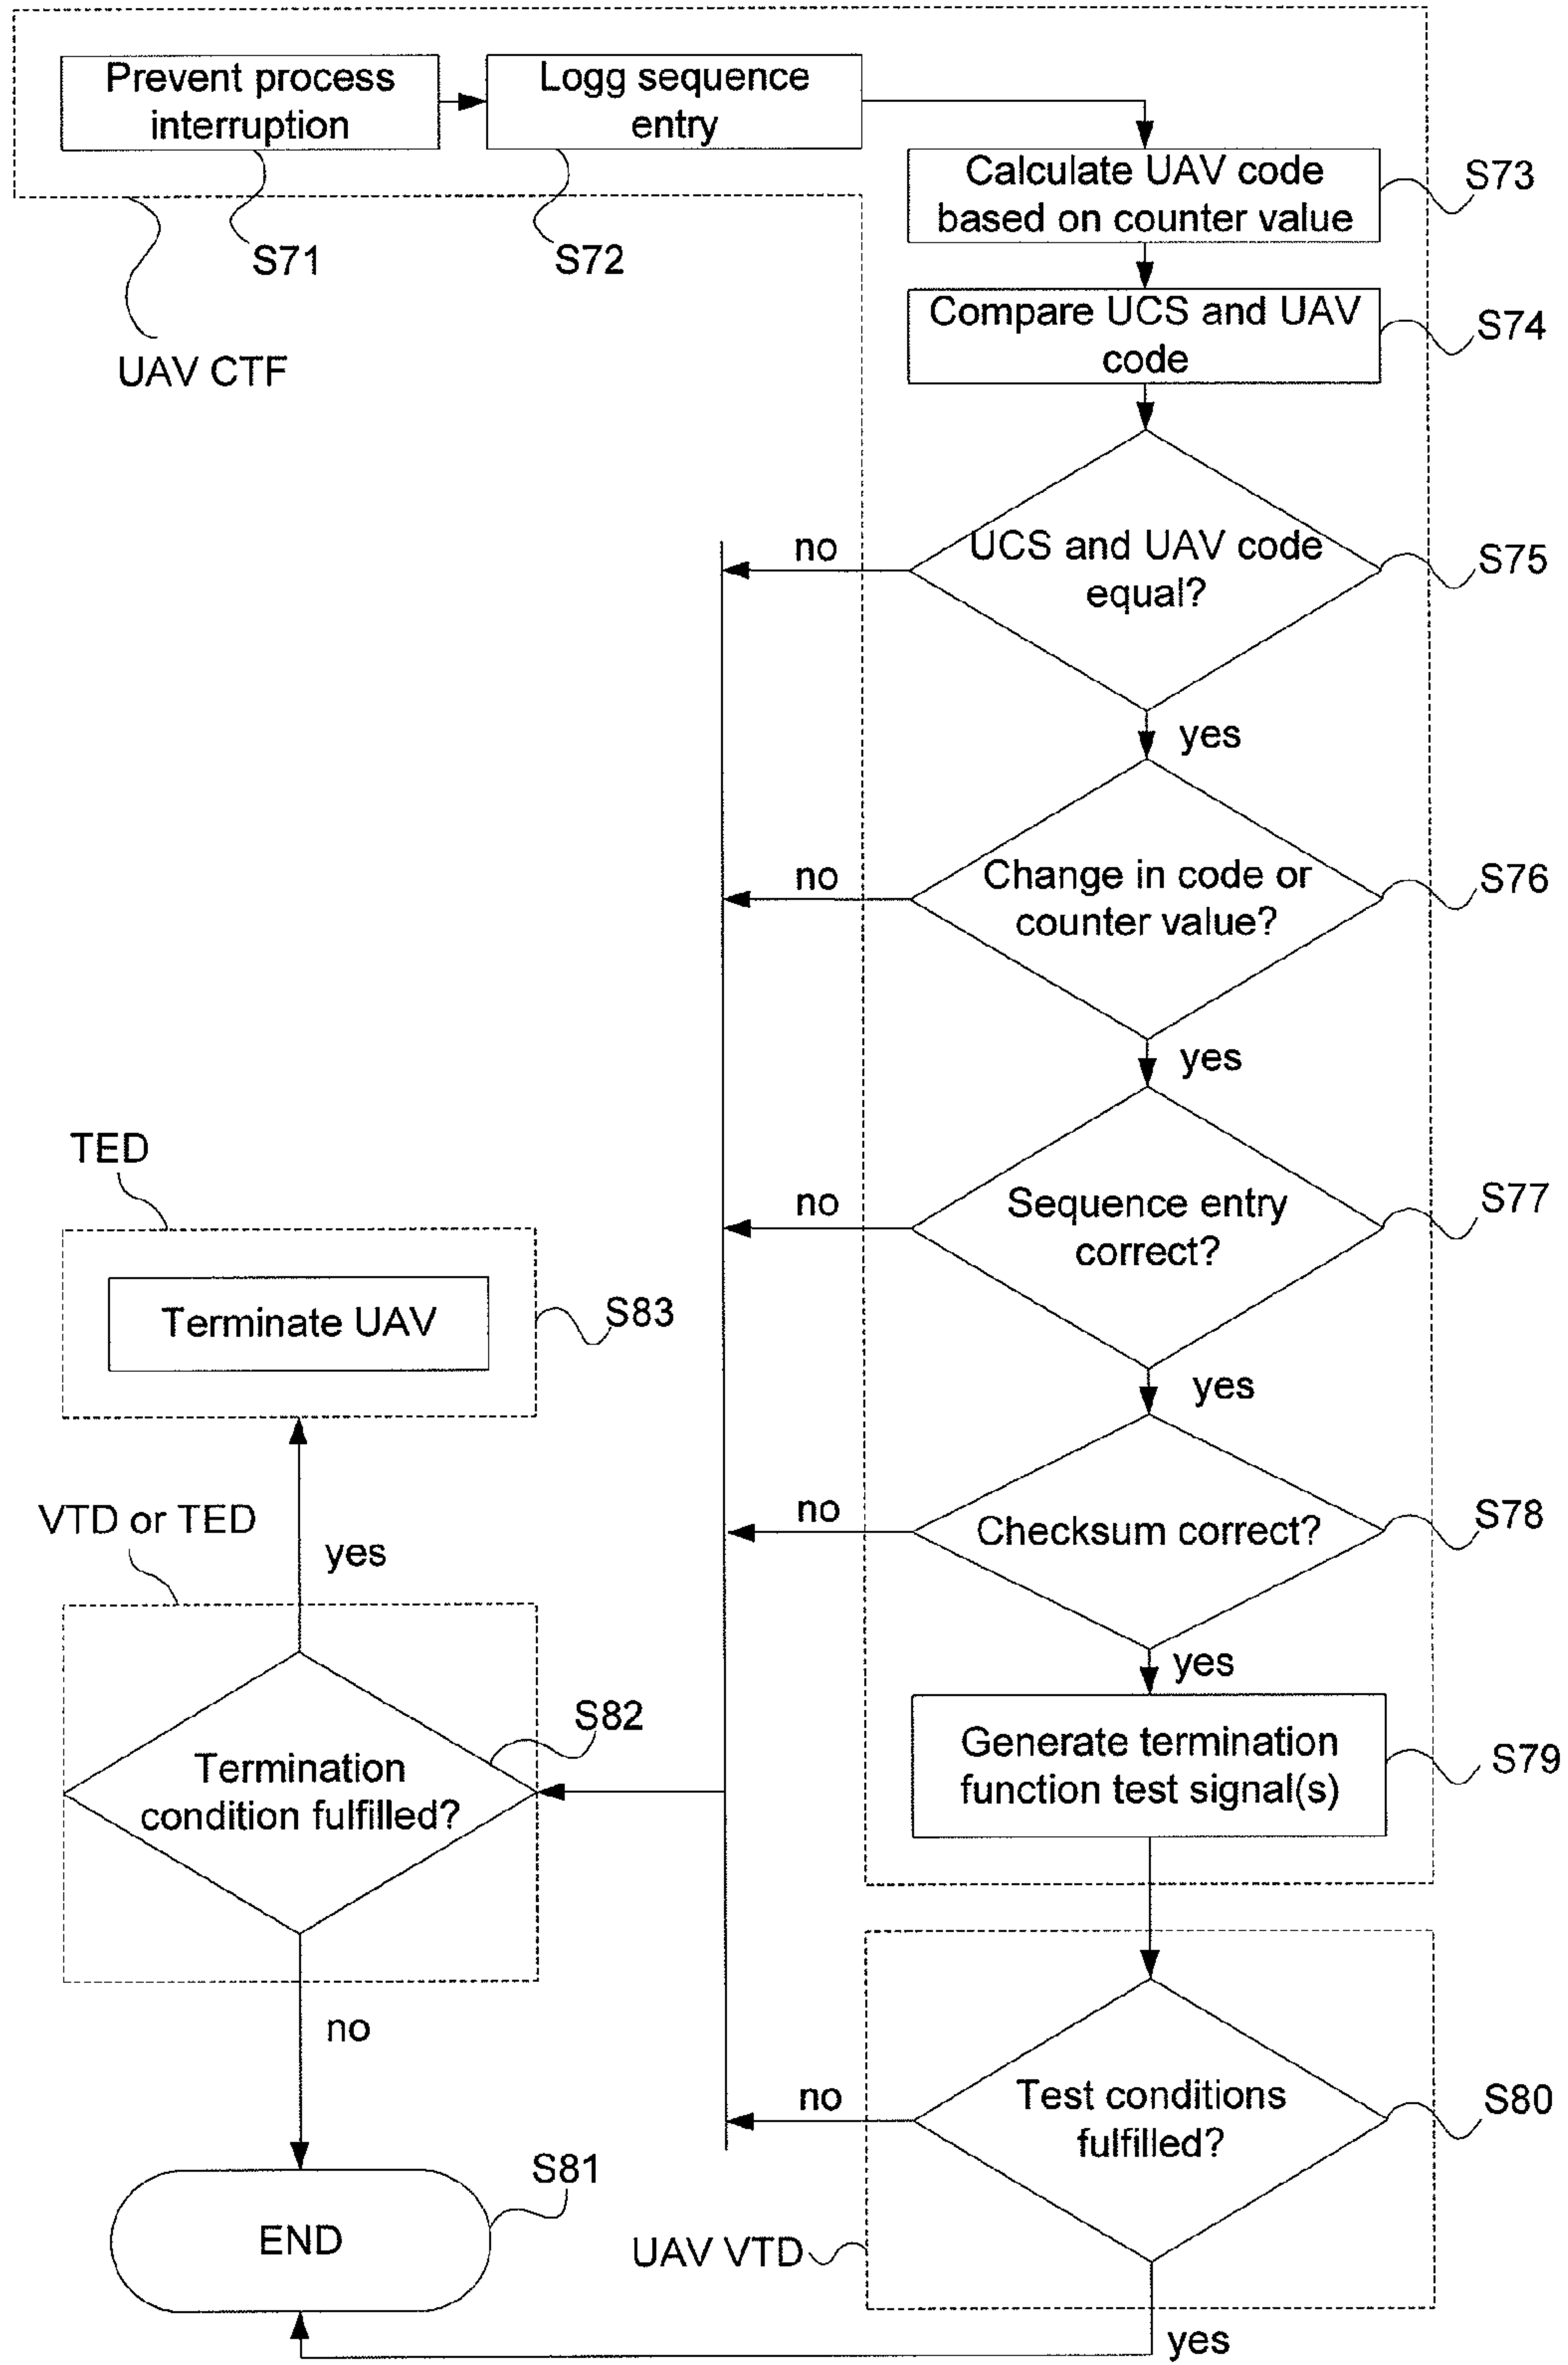 Prevent process
interruption
Logg sequence
entry
S71
S72
UAV CTF
Calculate UAV code
based on counter value
S73
Compare UCS and UAV
code
S74
UCS and UAV code
equal?
S75
no
yes
Change in code or
counter value?
S76
no
yes
Sequence entry
correct?
S77
no
yes
Checksum correct?
S78
no
yes
Generate termination
function test signal(s)
S79
Test conditions
fulfilled?
S80
no
yes
UAV VTD
TED
Terminate UAV
S83
VTD or TED
yes
Termination
condition fulfilled?
S82
no
S81
END